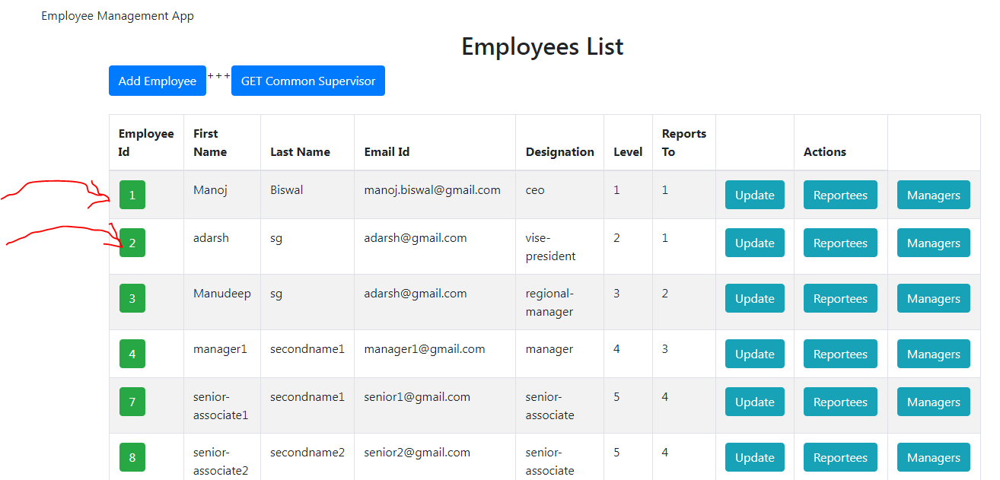 Employee Management App
Employees List
Add Employee +++ GET Common Supervisor
Employee Id First Name Last Name Email Id Designation Level Reports To Actions
1 Manoj Biswal manoj.biswal@gmail.com ceo 1 1 Update Reportees Managers
2 adarsh sg adarsh@gmail.com vise-president 2 1 Update Reportees Managers
3 Manudeep sg adarsh@gmail.com regional-manager 3 2 Update Reportees Managers
4 manager1 secondname1 manager1@gmail.com manager 4 3 Update Reportees Managers
7 senior-associate1 secondname1 senior1@gmail.com senior-associate 5 4 Update Reportees Managers
8 senior-associate2 secondname2 senior2@gmail.com senior-associate 5 4 Update Reportees Managers